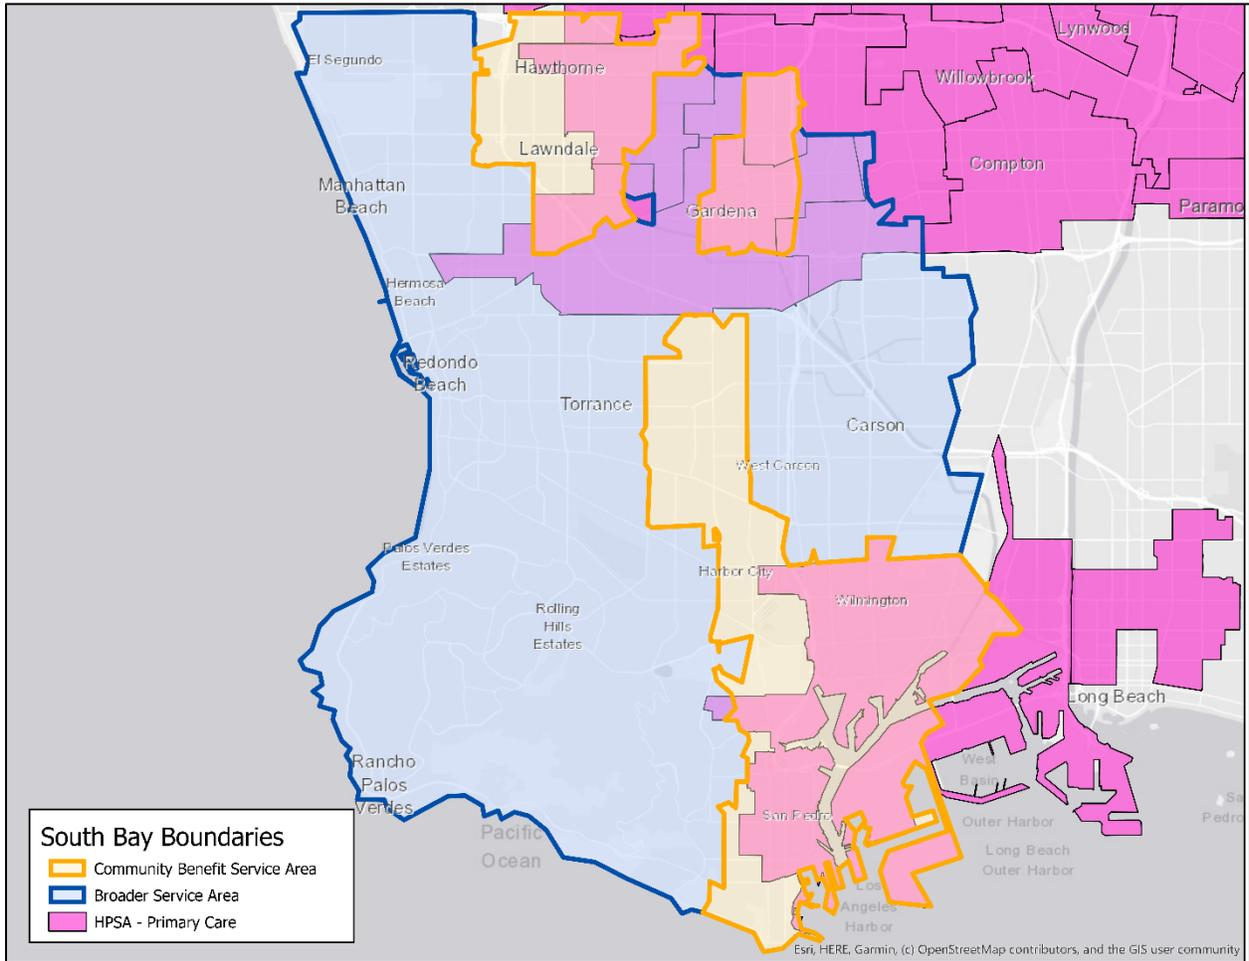 Lynwood
El Segundo
Hawthorne
Willowbrook
Lawndale
Compton
Manhattan
Beach
Gardena
Paramo
Hermosa
Beach
Redondo
Beach
Torrance
Carson
West Carson
Palos Verdes
Estates
Harbor City
Rolling
Hills
Estates
Wilmington
Long Beach
Rancho
Palos
Verdes
West
Basin
Sa
Pedro
San Pedro
Outer Harbor
Pacific
Ocean
Long Beach
Outer Harbor
Los
Angeles
Harbor
South Bay Boundaries
Community Benefit Service Area
Broader Service Area
HPSA - Primary Care
Esri, HERE, Garmin, (c) OpenStreetMap contributors, and the GIS user community